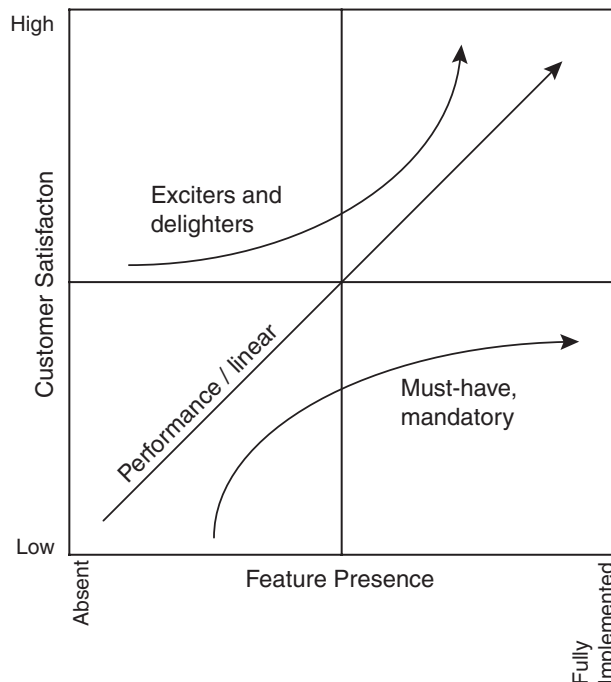 High
Customer Satisfacton
Exciters and
delighters
Performance / linear
Must-have,
mandatory
Low
Absent
Feature Presence
Fully
Implemented